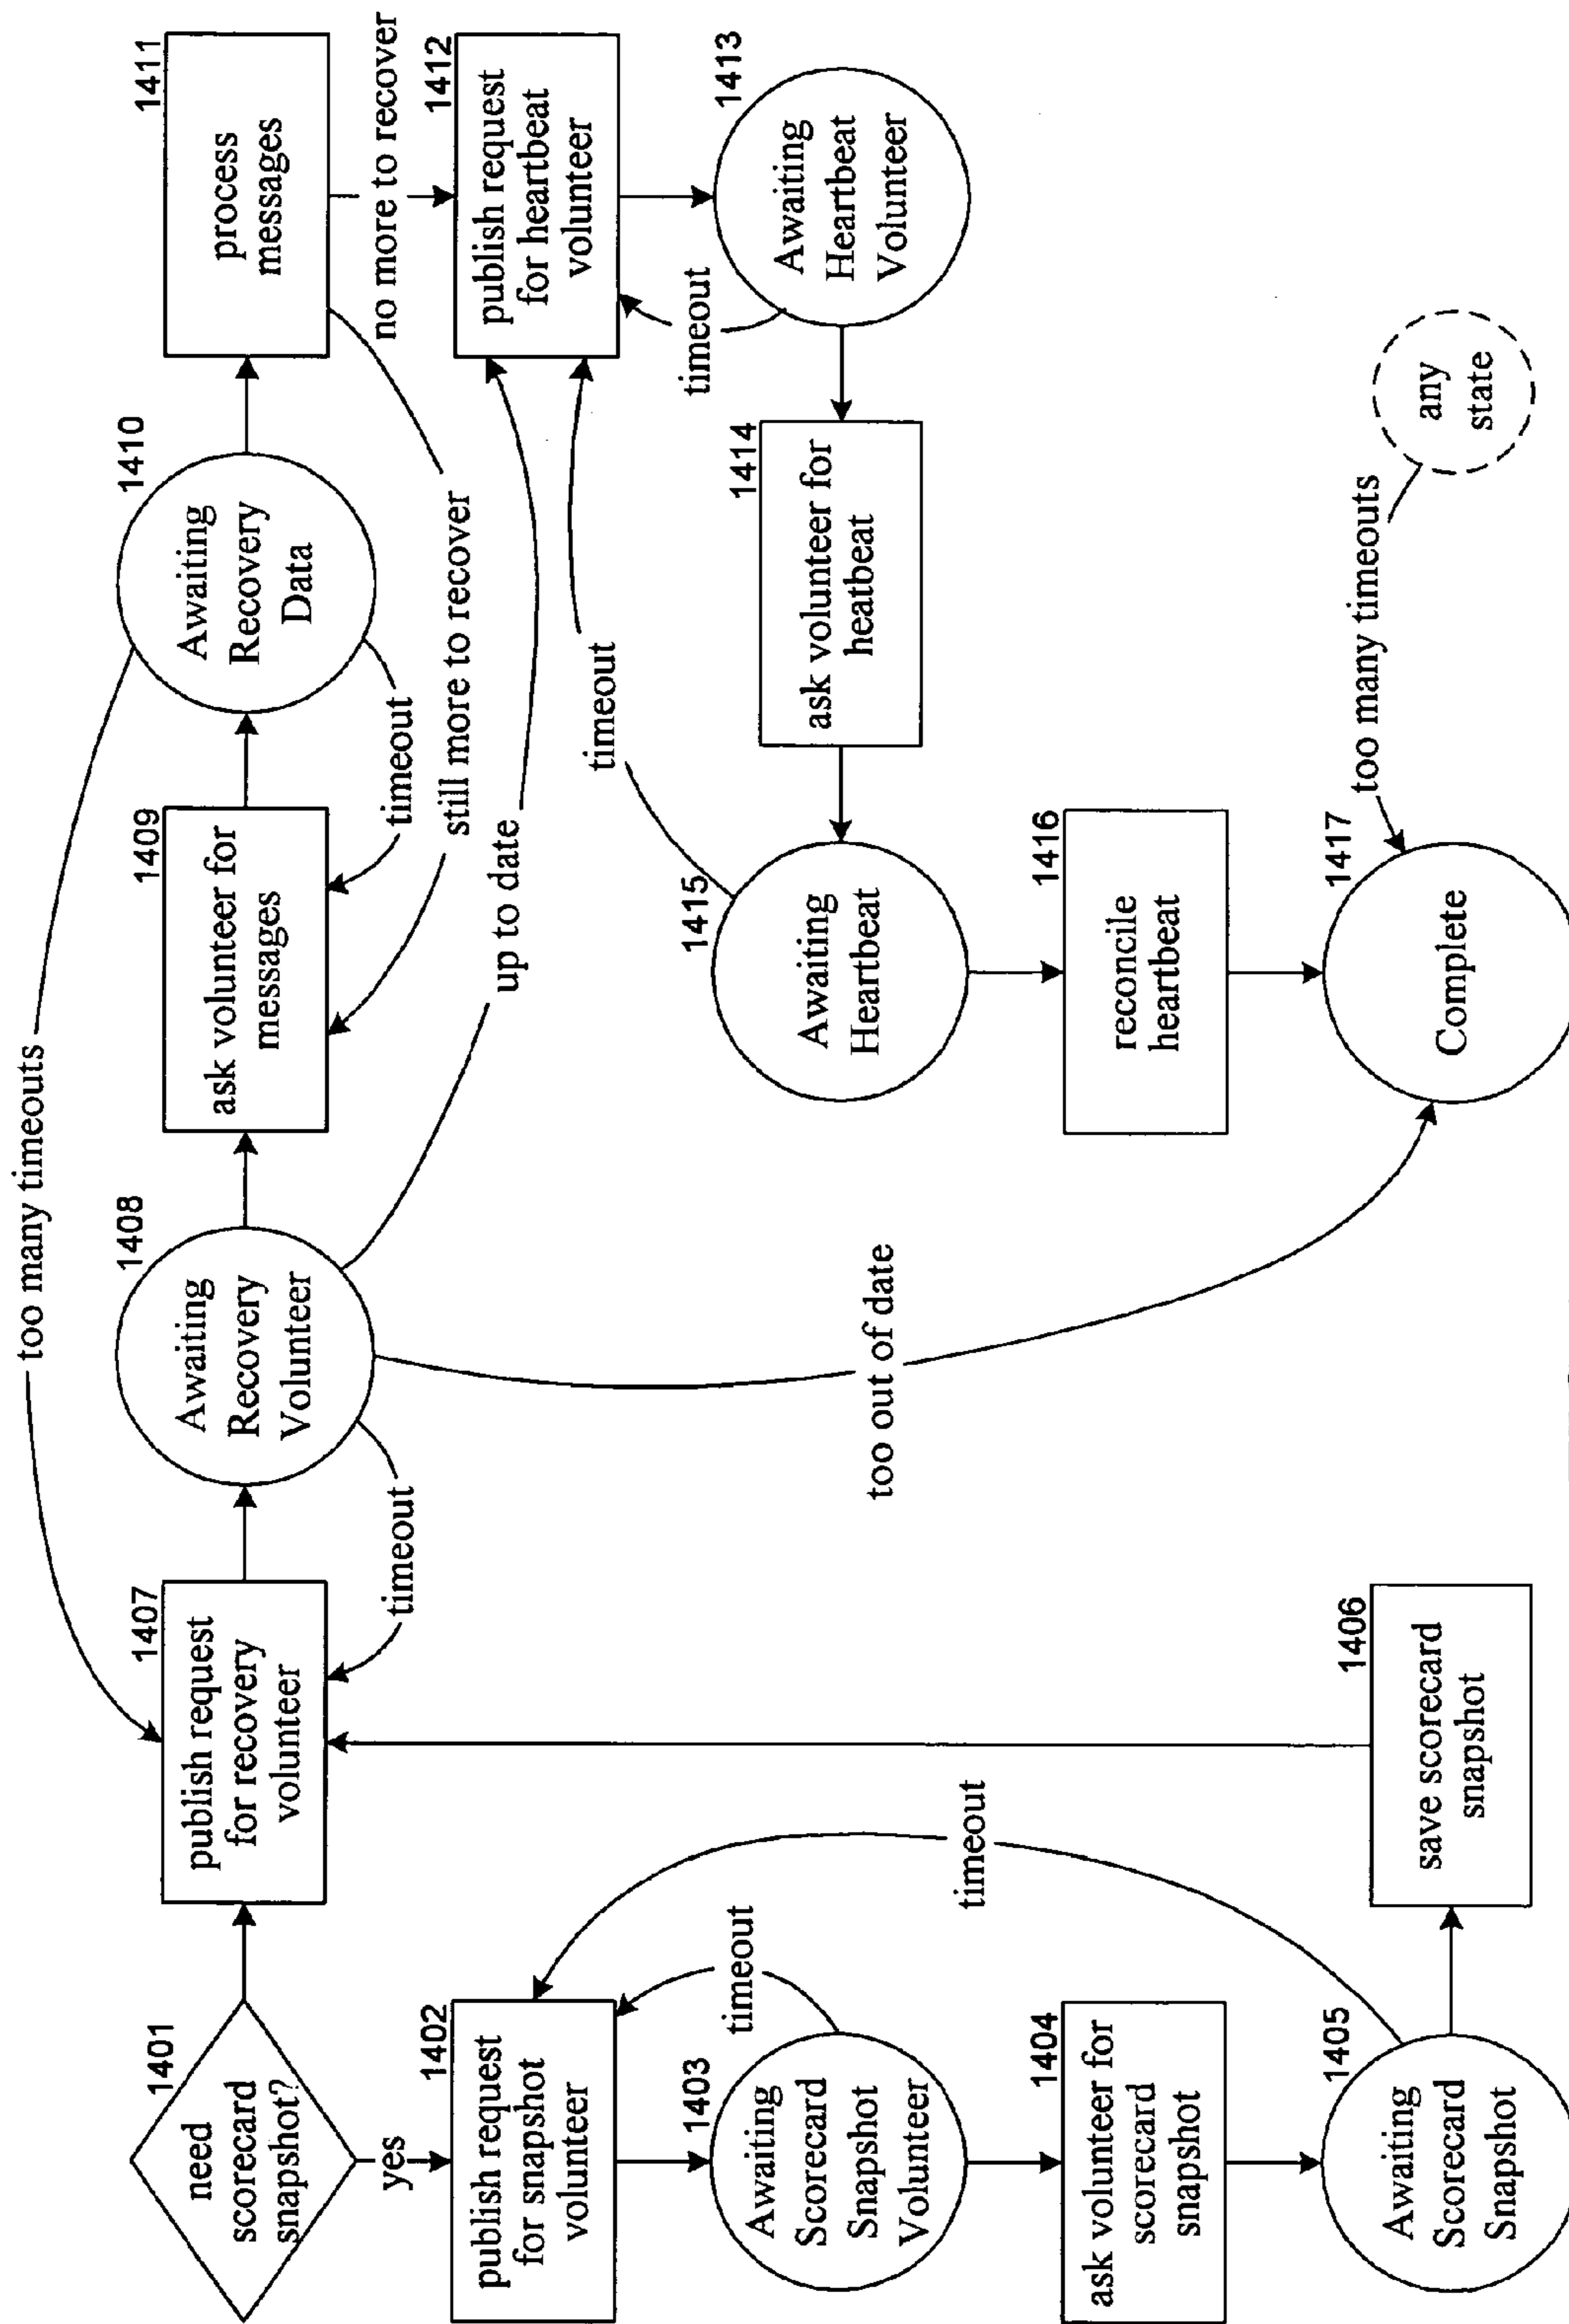 1401
need
scorecard
snapshot?
yes
1402
publish request
for snapshot
volunteer
timeout
1403
Awaiting
Scorecard
Snapshot
Volunteer
1404
ask volunteer for
scorecard
snapshot
timeout
1405
Awaiting
Scorecard
Snapshot
1406
save scorecard
snapshot
too many timeouts
1407
publish request
for recovery
volunteer
timeout
1408
Awaiting
Recovery
Volunteer
too out of date
up to date
1409
ask volunteer for
messages
timeout
still more to recover
1410
Awaiting
Recovery
Data
1411
process
messages
no more to recover
1412
publish request
for heartbeat
volunteer
timeout
1413
Awaiting
Heartbeat
Volunteer
1414
ask volunteer for
heatbeat
timeout
1415
Awaiting
Heartbeat
1416
reconcile
heartbeat
1417
Complete
too many timeouts
any
state